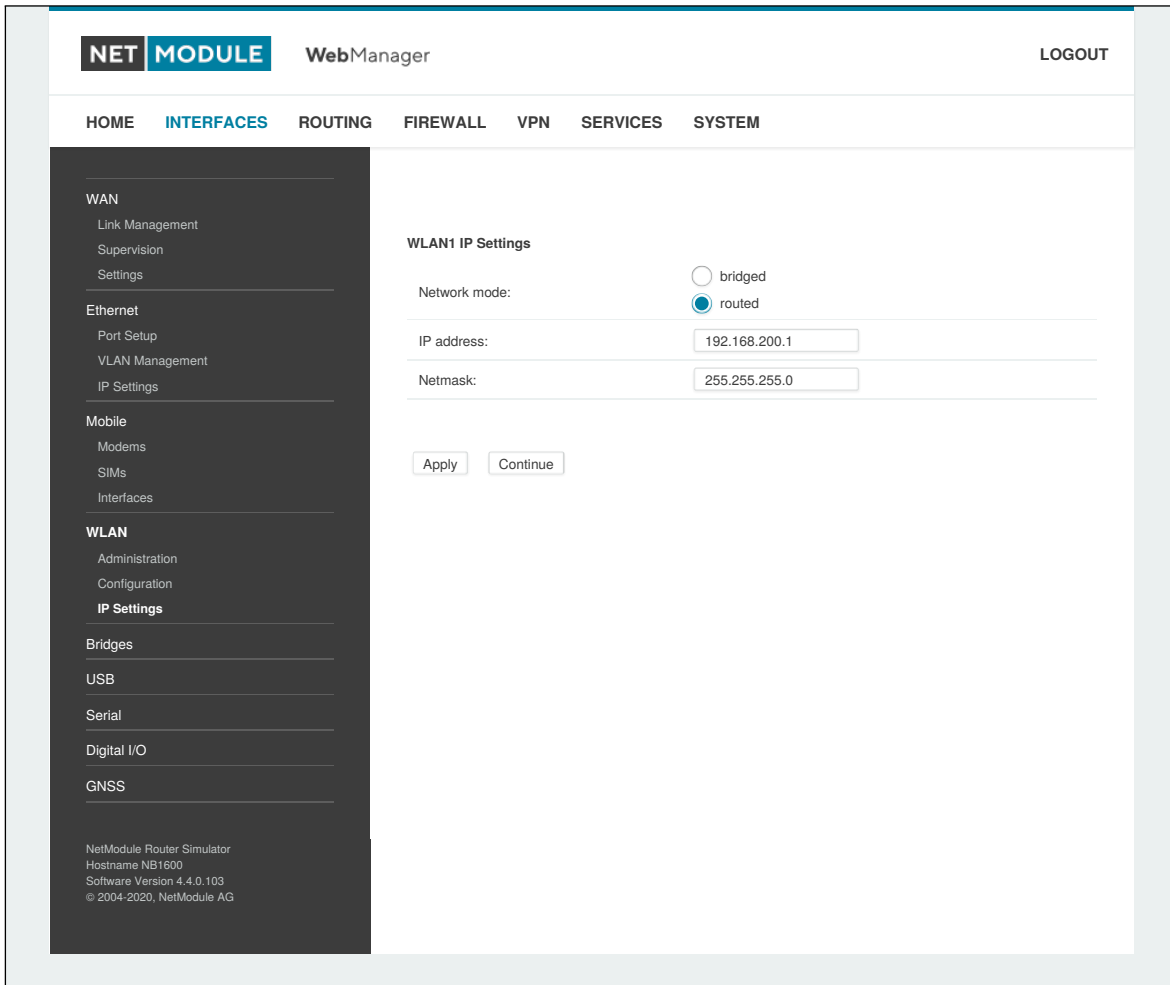 NET MODULE WebManager LOGOUT
HOME INTERFACES ROUTING FIREWALL VPN SERVICES SYSTEM
WAN
Link Management
Supervision
Settings
Ethernet
Port Setup
VLAN Management
IP Settings
Mobile
Modems
SIMs
Interfaces
WLAN
Administration
Configuration
IP Settings
Bridges
USB
Serial
Digital I/O
GNSS
NetModule Router Simulator
Hostname NB1600
Software Version 4.4.0.103
© 2004-2020, NetModule AG
WLAN1 IP Settings
Network mode:
bridged
routed
IP address: 192.168.200.1
Netmask: 255.255.255.0
Apply Continue